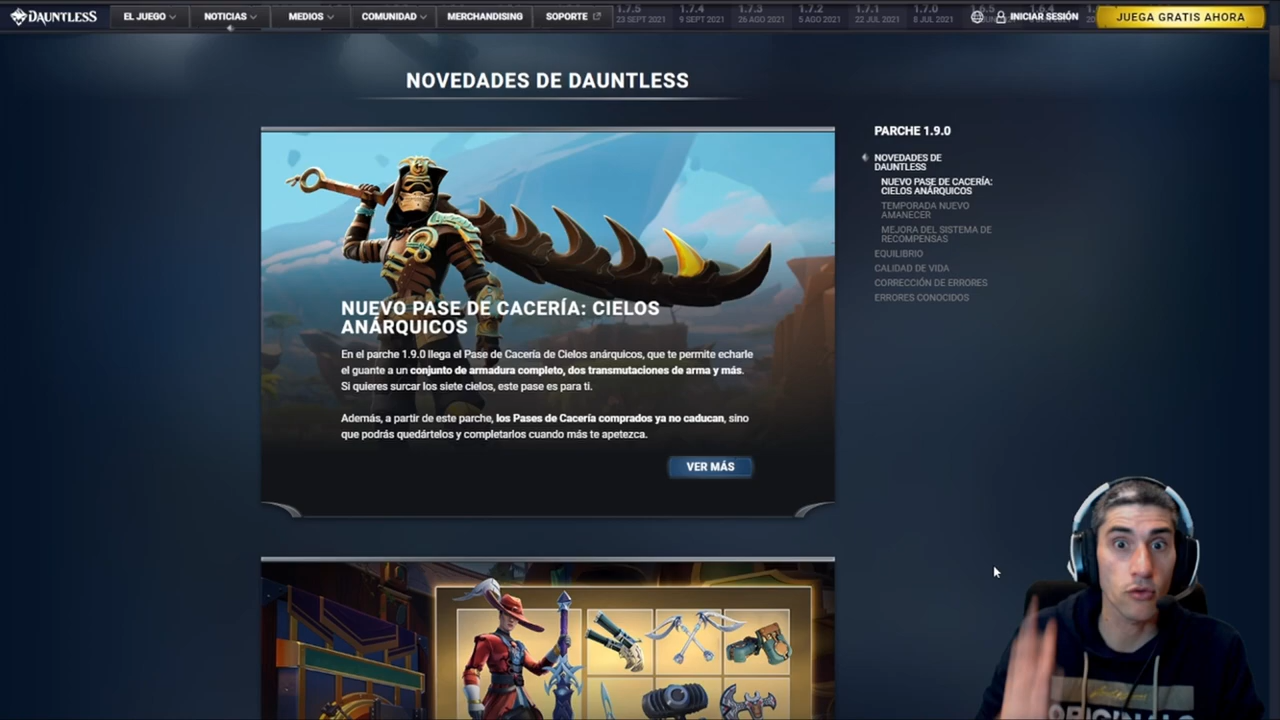 DAUNTLESS
EL JUEGO
NOTICIAS
MEDIOS
COMUNIDAD
MERCHANDISING
SOPORTE
1.7.5
23 SEPT 2021
1.7.4
9 SEPT 2021
1.7.3
26 AGO 2021
1.7.2
5 AGO 2021
1.7.1
22 JUL 2021
1.7.0
8 JUL 2021
INICIAR SESIÓN
JUEGA GRATIS AHORA
NOVEDADES DE DAUNTLESS
NUEVO PASE DE CACERÍA: CIELOS
ANÁRQUICOS
En el parche 1.9.0 llega el Pase de Cacería de Cielos anárquicos, que te permite echarle
el guante a un conjunto de armadura completo, dos transmutaciones de arma y más.
Si quieres surcar los siete cielos, este pase es para ti.
Además, a partir de este parche, los Pases de Cacería comprados ya no caducan, sino
que podrás quedártelos y completarlos cuando más te apetezca.
VER MÁS
PARCHE 1.9.0
NOVEDADES DE
DAUNTLESS
NUEVO PASE DE CACERÍA:
CIELOS ANÁRQUICOS
TEMPORADA NUEVO
AMANECER
MEJORA DEL SISTEMA DE
RECOMPENSAS
EQUILIBRIO
CALIDAD DE VIDA
CORRECCIÓN DE ERRORES
ERRORES CONOCIDOS